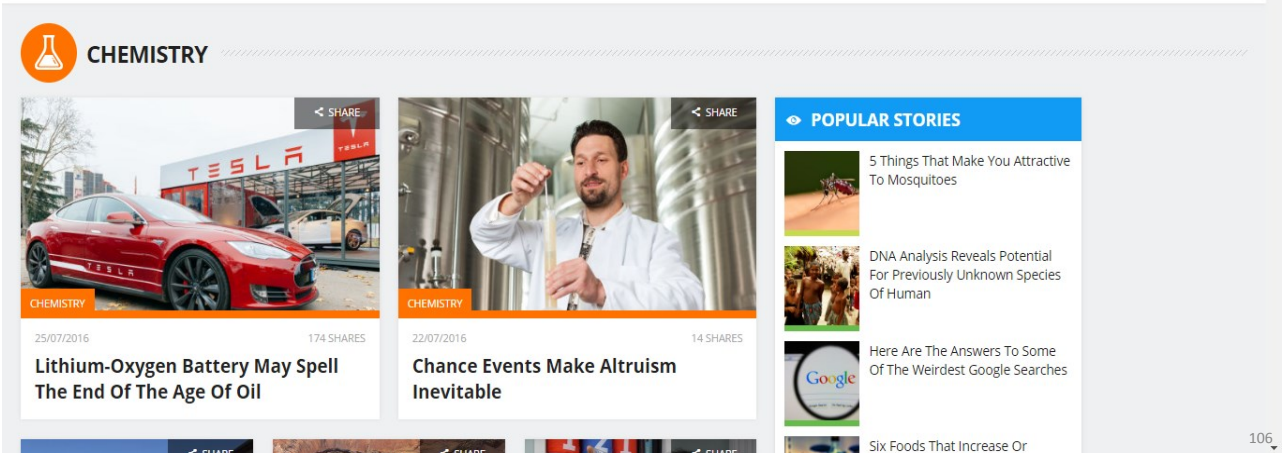 CHEMISTRY
SHARE
TESLA
TESLA
TESLA
CHEMISTRY
25/07/2016
174 SHARES
Lithium-Oxygen Battery May Spell
The End Of The Age Of Oil
SHARE
CHEMISTRY
22/07/2016
14 SHARES
Chance Events Make Altruism
Inevitable
POPULAR STORIES
5 Things That Make You Attractive
To Mosquitoes
DNA Analysis Reveals Potential
For Previously Unknown Species
Of Human
Here Are The Answers To Some
Of The Weirdest Google Searches
Google
Six Foods That Increase Or
SHARE
SHARE
SHARE
106